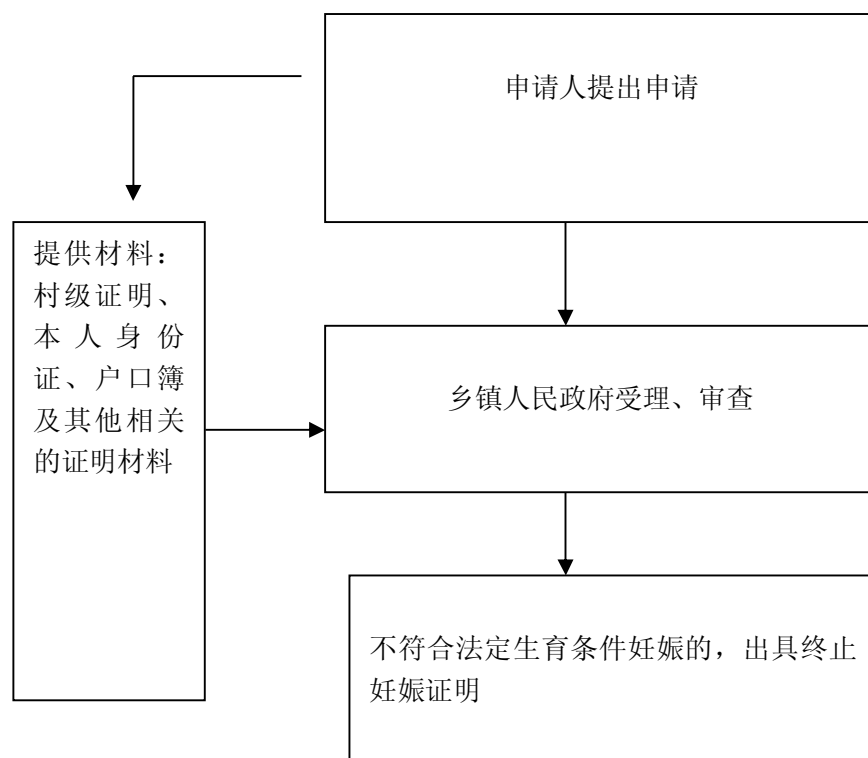 申请人提出申请
提供材料：
村级证明、
本人身份
证、户口簿
及其他相关
的证明材料
乡镇人民政府受理、审查
不符合法定生育条件妊娠的，出具终止
妊娠证明